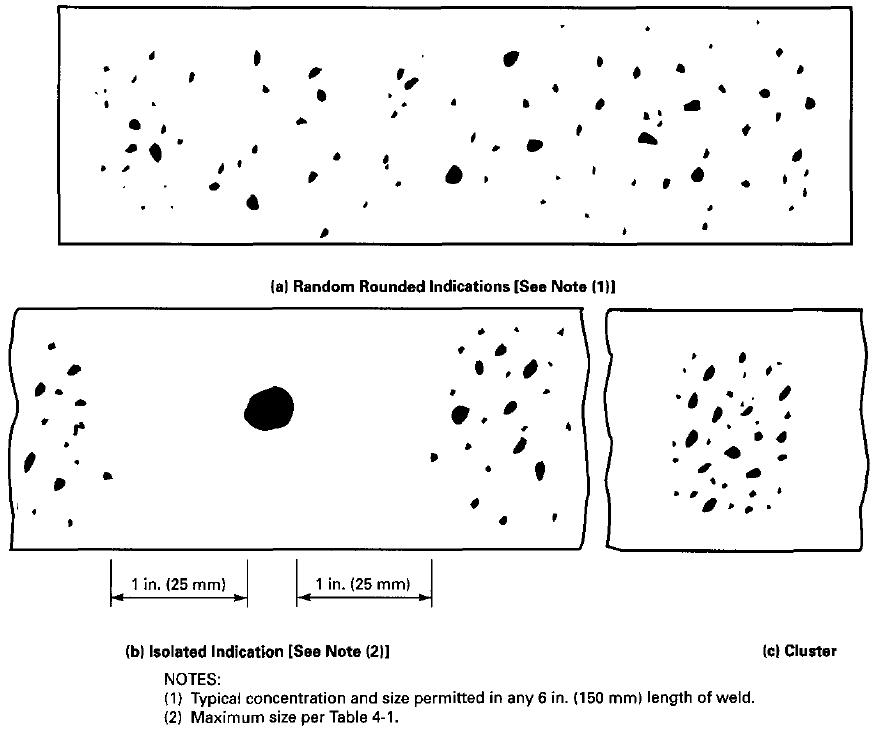 (a) Random Rounded Indications [See Note (1)]
1 in. (25 mm) 1 in. (25 mm)
(b) Isolated Indication [See Note (2)] (c) Cluster
NOTES:
(1) Typical concentration and size permitted in any 6 in. (150 mm) length of weld.
(2) Maximum size per Table 4-1.